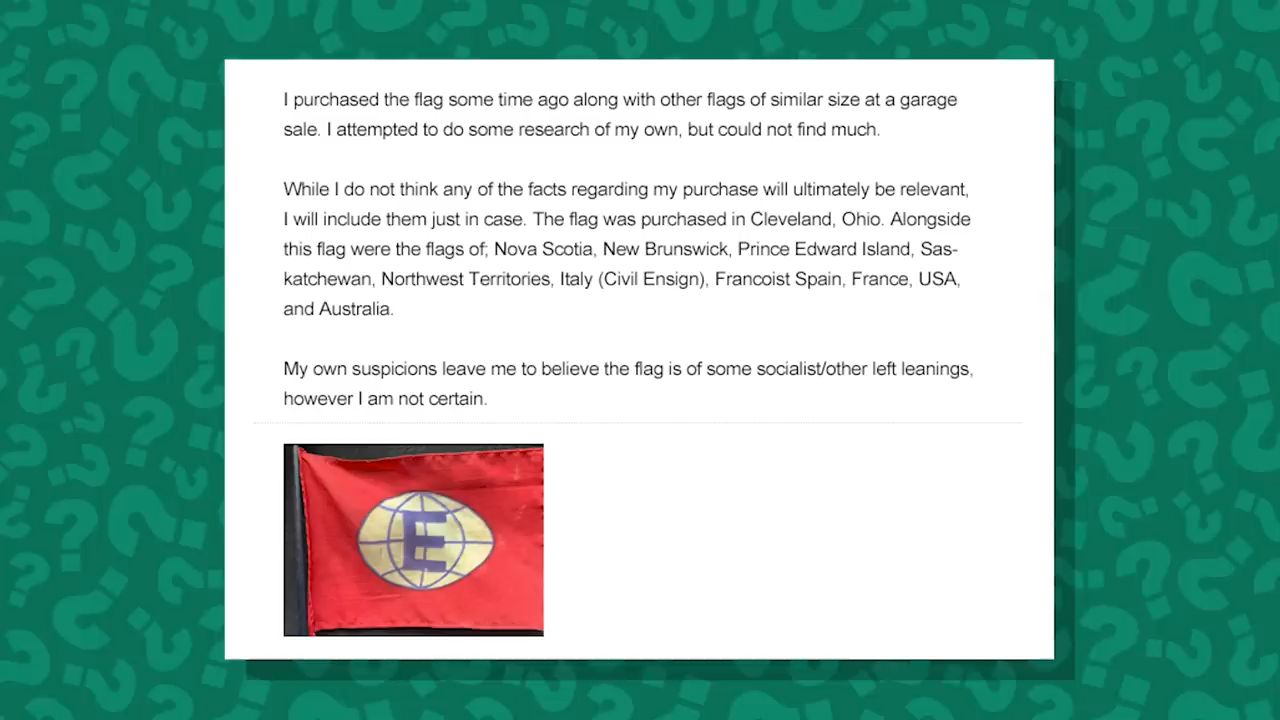 I purchased the flag some time ago along with other flags of similar size at a garage
sale. I attempted to do some research of my own, but could not find much.
While I do not think any of the facts regarding my purchase will ultimately be relevant,
I will include them just in case. The flag was purchased in Cleveland, Ohio. Alongside
this flag were the flags of; Nova Scotia, New Brunswick, Prince Edward Island, Sas-
katchewan, Northwest Territories, Italy (Civil Ensign), Francoist Spain, France, USA,
and Australia.
My own suspicions leave me to believe the flag is of some socialist/other left leanings,
however I am not certain.
E